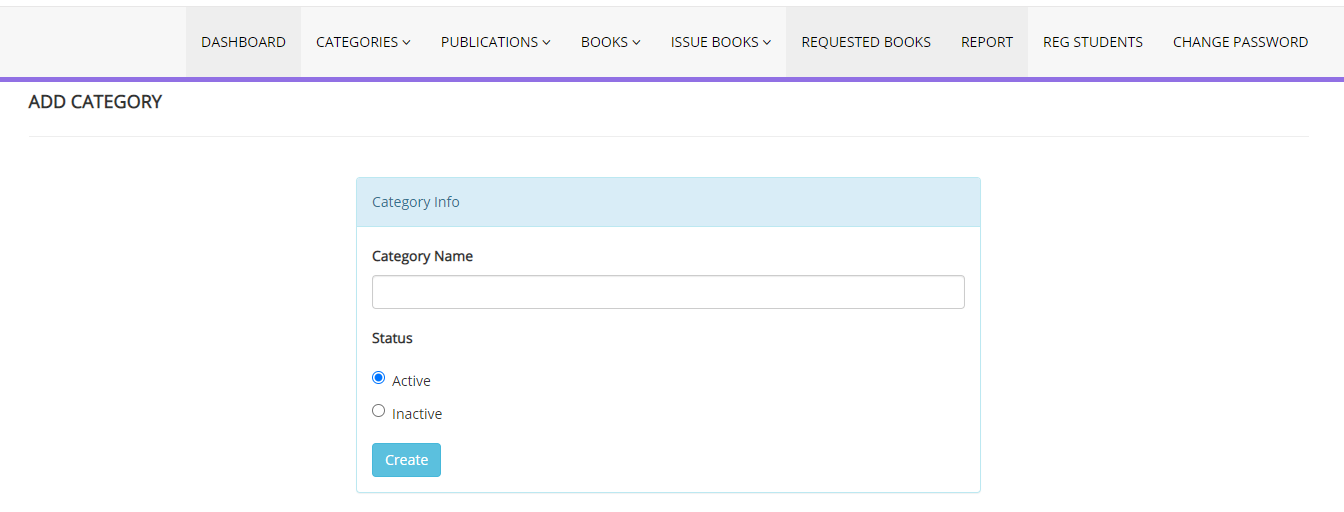 DASHBOARD CATEGORIES PUBLICATIONS BOOKS ISSUE BOOKS REQUESTED BOOKS REPORT REG STUDENTS CHANGE PASSWORD
ADD CATEGORY
Category Info
Category Name
Status
Active
Inactive
Create